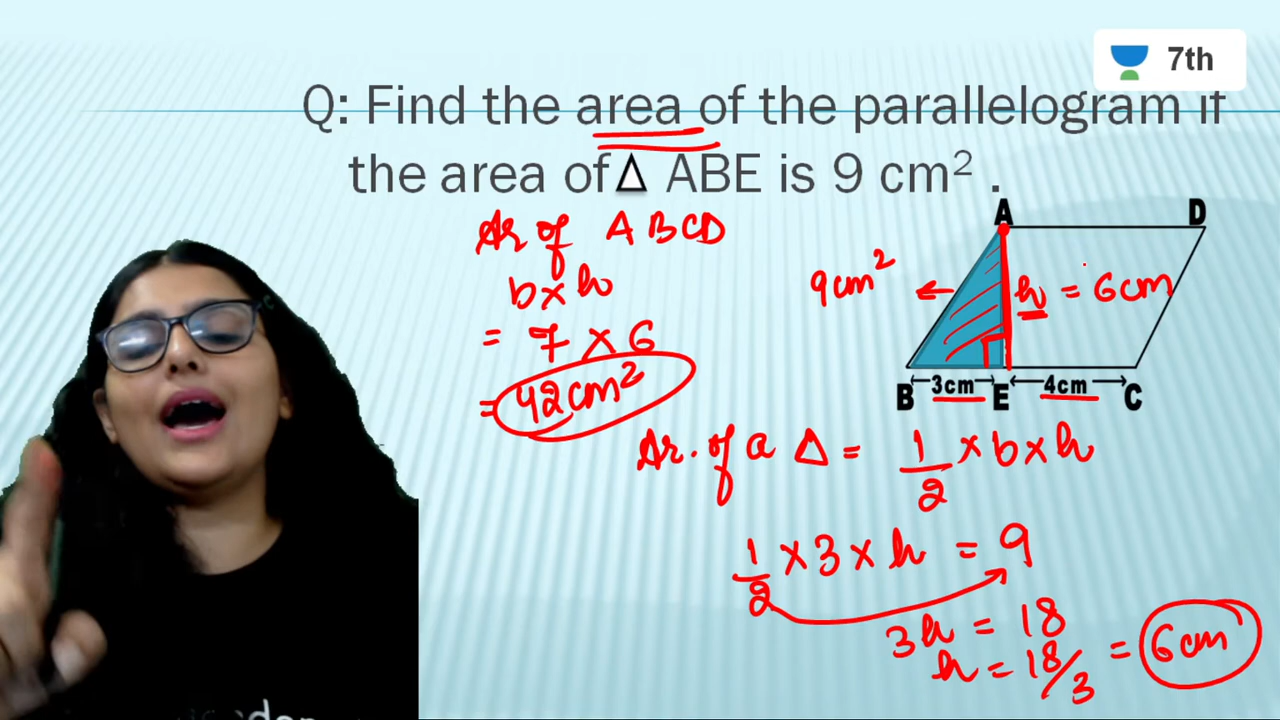 7th
Q: Find the area of the parallelogram if
the area of Δ ABE is 9 cm² .
Ar of ABCD
b×h
= 7 × 6
= 42cm²
9cm²
A
D
h = 6cm
B
3cm
E
4cm
C
Ar. of a Δ = 1/2 × b × h
1/2 × 3 × h = 9
3h = 18
h = 18/3 = 6cm